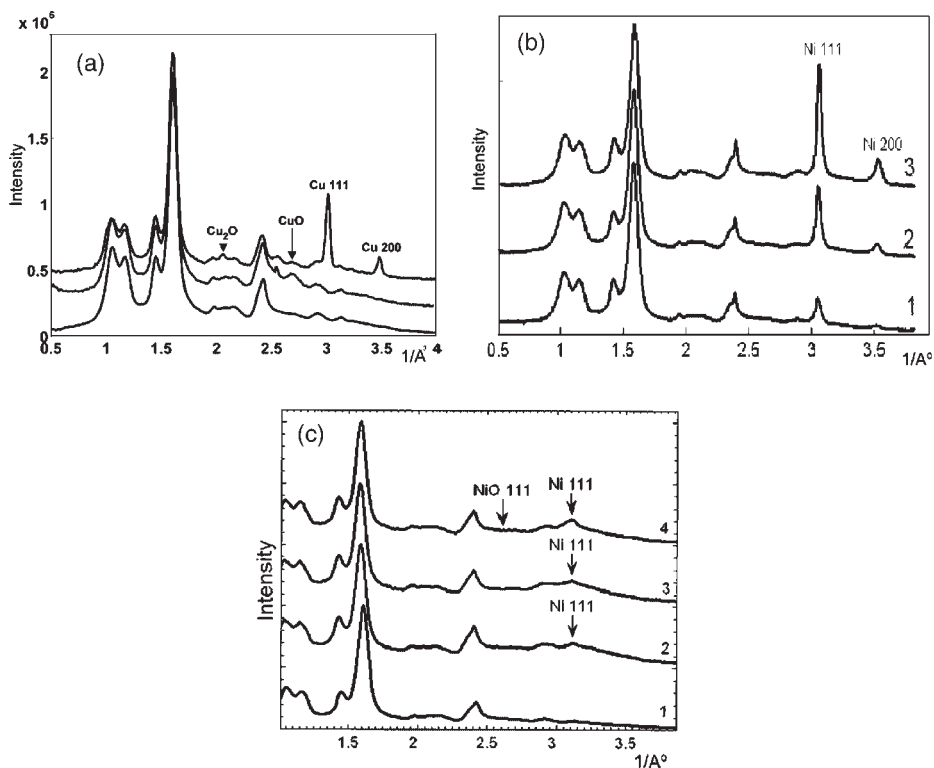 x 10⁶
(a)
2
1.5
1
0.5
0
Intensity
Cu 111
Cu₂O
CuO
Cu 200
0.5 1 1.5 2 2.5 3 3.5 4
1/A°
(b)
Ni 111
Ni 200
3
2
1
Intensity
0.5 1 1.5 2 2.5 3 3.5
1/Aº
(c)
NiO 111
Ni 111
4
Ni 111
3
Ni 111
2
1
Intensity
1.5 2 2.5 3 3.5
1/Aº